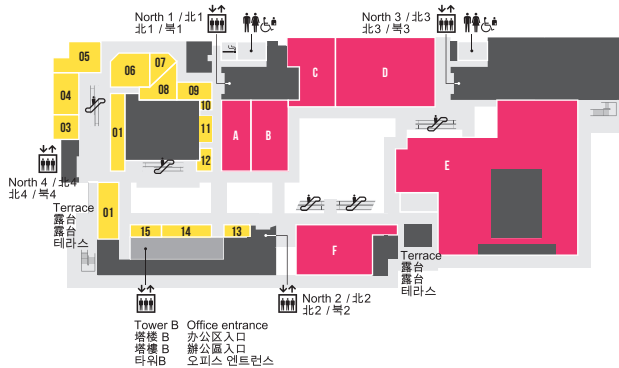 North 1 / 北1
北1 / 북1
North 3 / 北3
北3 / 북3
05
06
07
04
08
09
C
D
10
03
01
11
A
B
12
E
North 4 / 北4
北4 / 북4
Terrace
露台
露台
테라스
01
15
14
13
F
Terrace
露台
露台
테라스
North 2 / 北2
北2 / 북2
Tower B
塔楼 B
塔樓 B
타워B
Office entrance
办公区入口
辦公區入口
오피스 엔트런스